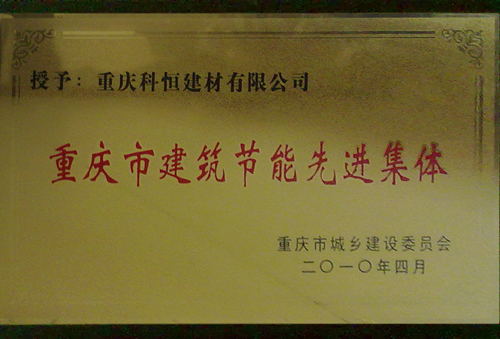 授予：重庆科恒建材有限公司
重庆市建筑节能先进集体
重庆市城乡建设委员会
二〇一〇年四月